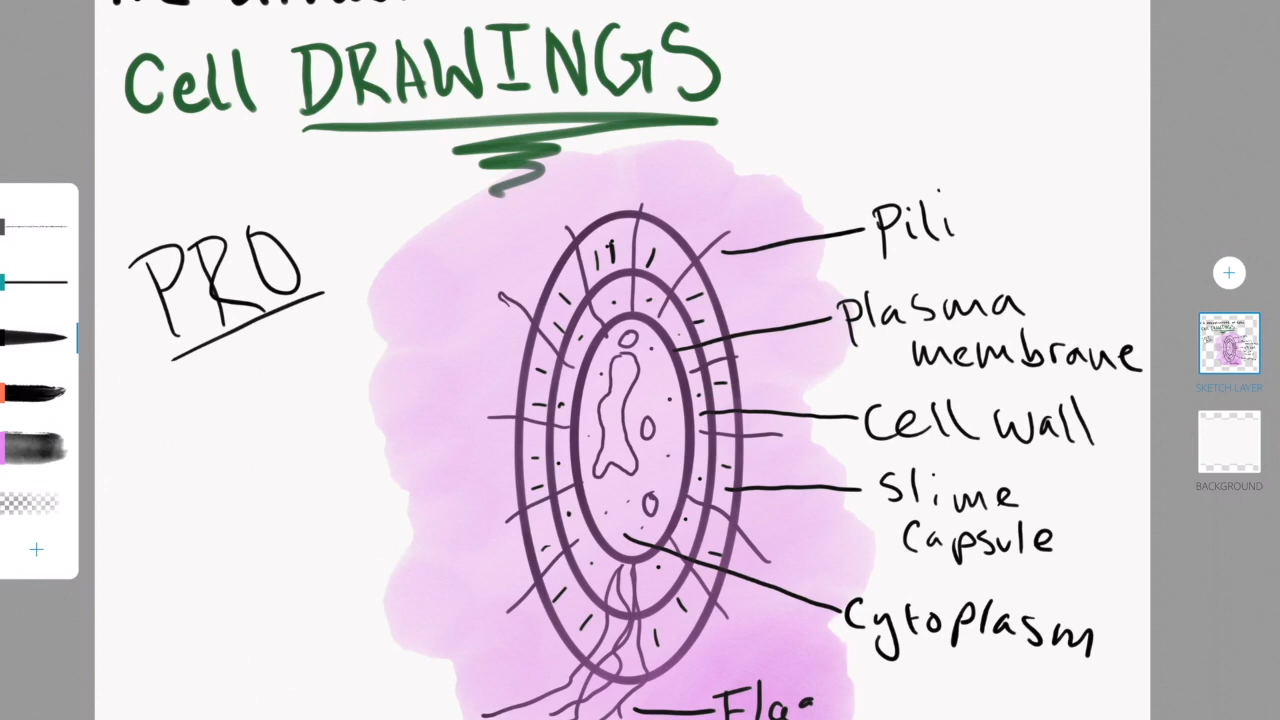 Cell DRAWINGS
PRO
Pili
plasma
membrane
Cell wall
Slime
Capsule
Cytoplasm
SKETCH LAYER
BACKGROUND